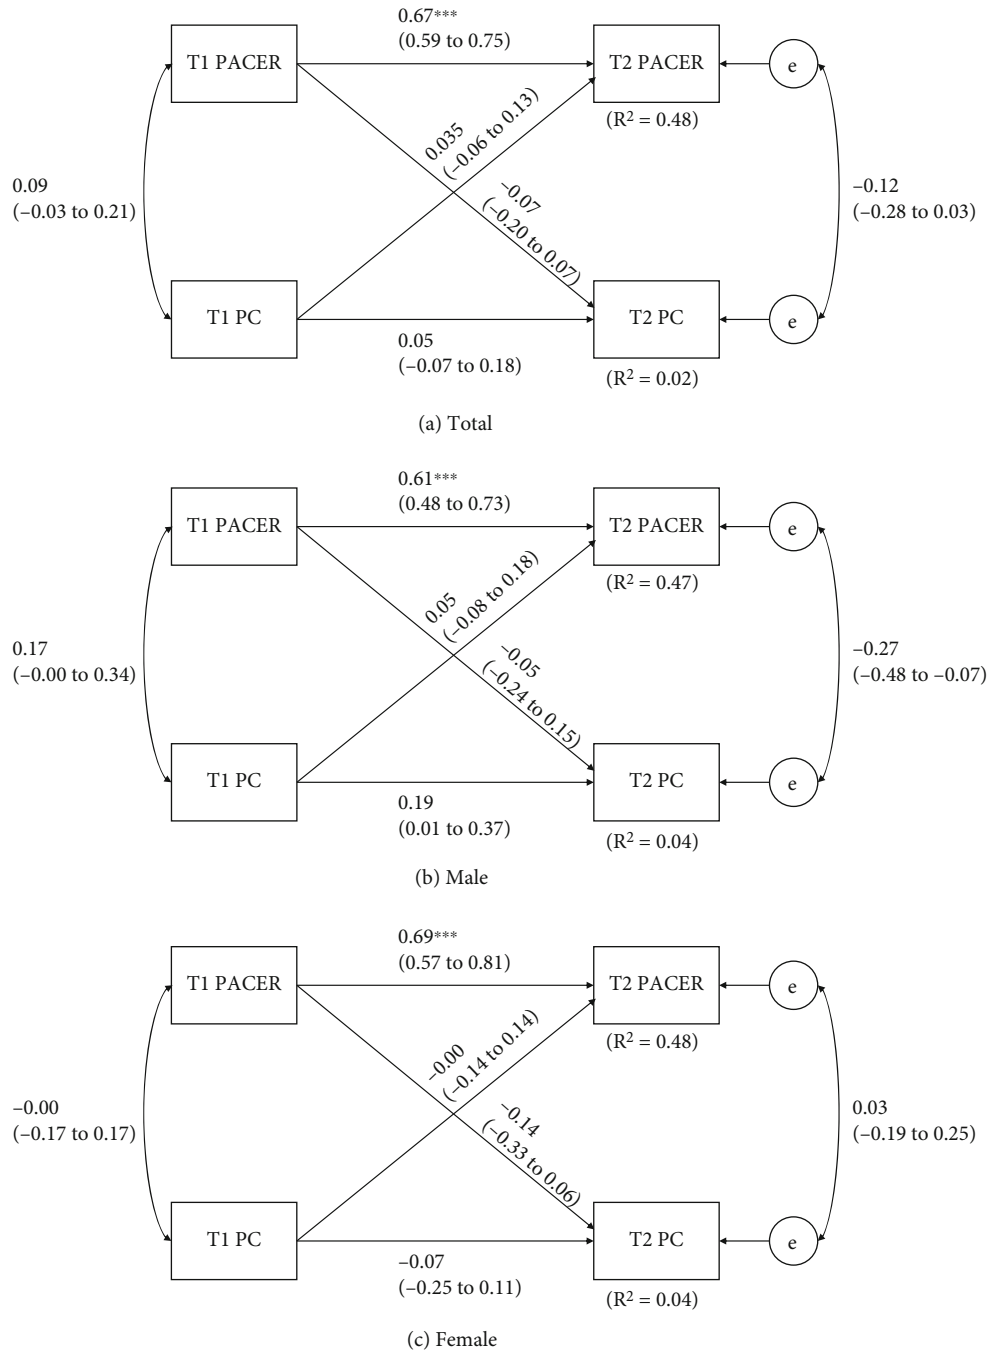 0.67***
(0.59 to 0.75)
T1 PACER
T2 PACER
e
(R² = 0.48)
0.035
(–0.06 to 0.13)
–0.07
(–0.20 to 0.07)
0.09
(–0.03 to 0.21)
–0.12
(–0.28 to 0.03)
T1 PC
T2 PC
e
0.05
(–0.07 to 0.18)
(R² = 0.02)
(a) Total
0.61***
(0.48 to 0.73)
T1 PACER
T2 PACER
e
(R² = 0.47)
0.05
(–0.08 to 0.18)
–0.05
(–0.24 to 0.15)
0.17
(–0.00 to 0.34)
–0.27
(–0.48 to –0.07)
T1 PC
T2 PC
e
0.19
(0.01 to 0.37)
(R² = 0.04)
(b) Male
0.69***
(0.57 to 0.81)
T1 PACER
T2 PACER
e
(R² = 0.48)
–0.00
(–0.14 to 0.14)
–0.14
(–0.33 to 0.06)
–0.00
(–0.17 to 0.17)
0.03
(–0.19 to 0.25)
T1 PC
T2 PC
e
–0.07
(–0.25 to 0.11)
(R² = 0.04)
(c) Female